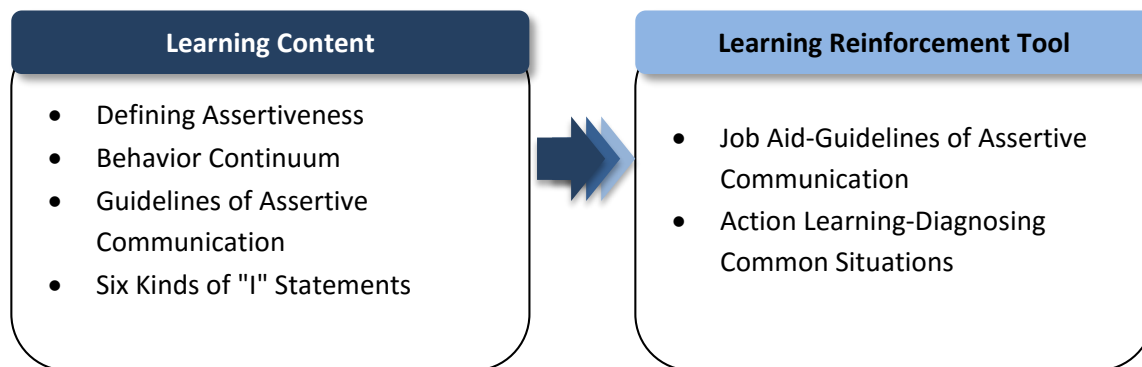 Learning Content
• Defining Assertiveness
• Behavior Continuum
• Guidelines of Assertive
Communication
• Six Kinds of "I" Statements
Learning Reinforcement Tool
• Job Aid-Guidelines of Assertive
Communication
• Action Learning-Diagnosing
Common Situations